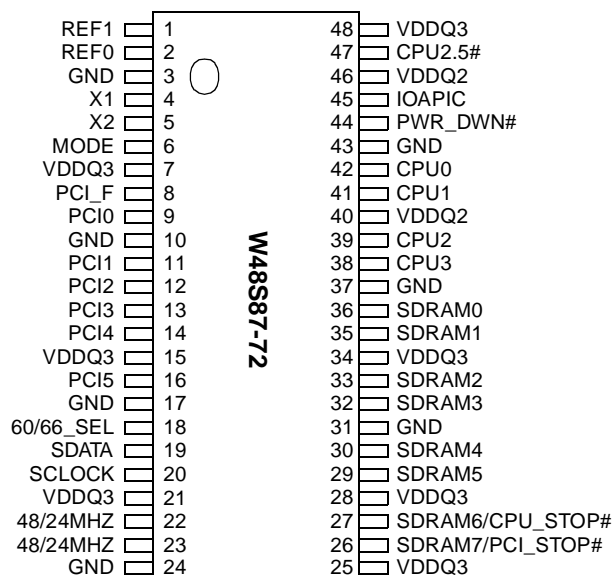 REF1 1 48 VDDQ3
REF0 2 47 CPU2.5#
GND 3 46 VDDQ2
X1 4 45 IOAPIC
X2 5 44 PWR_DWN#
MODE 6 43 GND
VDDQ3 7 42 CPU0
PCI_F 8 41 CPU1
PCI0 9 40 VDDQ2
GND 10 39 CPU2
PCI1 11 38 CPU3
PCI2 12 37 GND
PCI3 13 36 SDRAM0
PCI4 14 35 SDRAM1
VDDQ3 15 34 VDDQ3
PCI5 16 33 SDRAM2
GND 17 32 SDRAM3
60/66_SEL 18 31 GND
SDATA 19 30 SDRAM4
SCLOCK 20 29 SDRAM5
VDDQ3 21 28 VDDQ3
48/24MHZ 22 27 SDRAM6/CPU_STOP#
48/24MHZ 23 26 SDRAM7/PCI_STOP#
GND 24 25 VDDQ3
W48S87-72